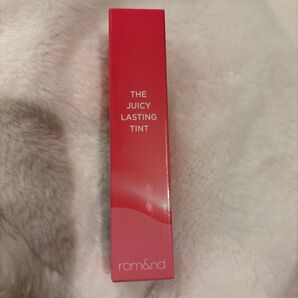 THE
JUICY
LASTING
TINT
rom&nd